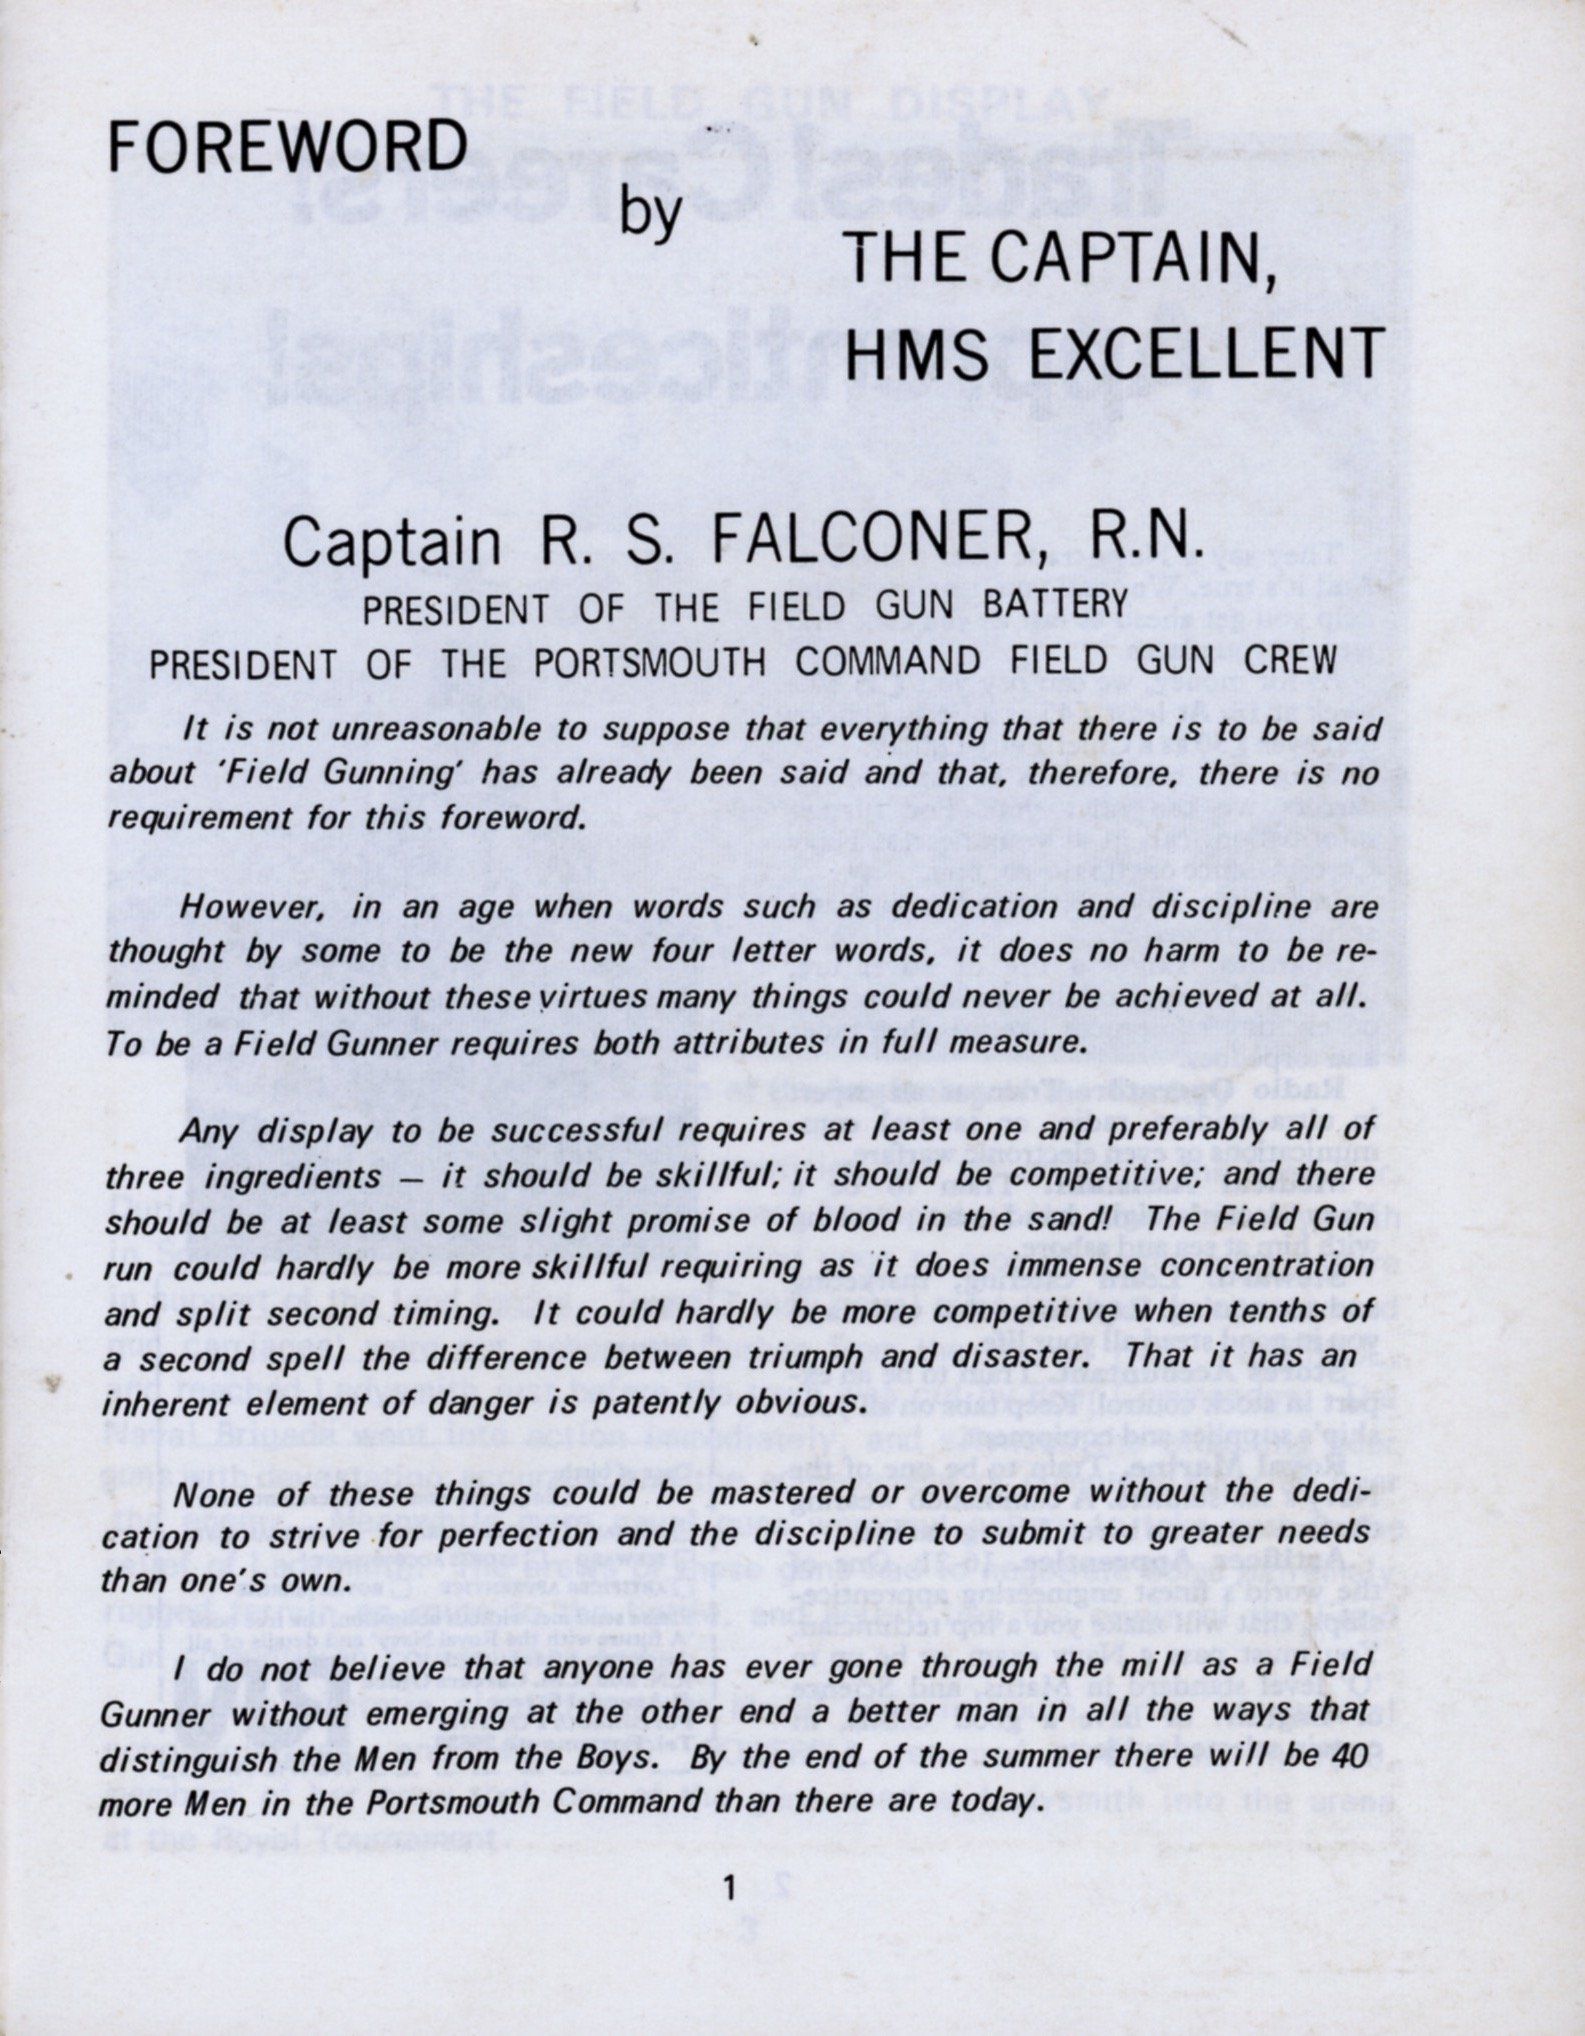 FOREWORD
by
THE CAPTAIN,
HMS EXCELLENT
Captain R. S. FALCONER, R.N.
PRESIDENT OF THE FIELD GUN BATTERY
PRESIDENT OF THE PORTSMOUTH COMMAND FIELD GUN CREW
It is not unreasonable to suppose that everything that there is to be said
about 'Field Gunning' has already been said and that, therefore, there is no
requirement for this foreword.
However, in an age when words such as dedication and discipline are
thought by some to be the new four letter words, it does no harm to be re-
minded that without these virtues many things could never be achieved at all.
To be a Field Gunner requires both attributes in full measure.
Any display to be successful requires at least one and preferably all of
three ingredients – it should be skillful; it should be competitive; and there
should be at least some slight promise of blood in the sand! The Field Gun
run could hardly be more skillful requiring as it does immense concentration
and split second timing. It could hardly be more competitive when tenths of
a second spell the difference between triumph and disaster. That it has an
inherent element of danger is patently obvious.
None of these things could be mastered or overcome without the dedi-
cation to strive for perfection and the discipline to submit to greater needs
than one's own.
I do not believe that anyone has ever gone through the mill as a Field
Gunner without emerging at the other end a better man in all the ways that
distinguish the Men from the Boys. By the end of the summer there will be 40
more Men in the Portsmouth Command than there are today.
1